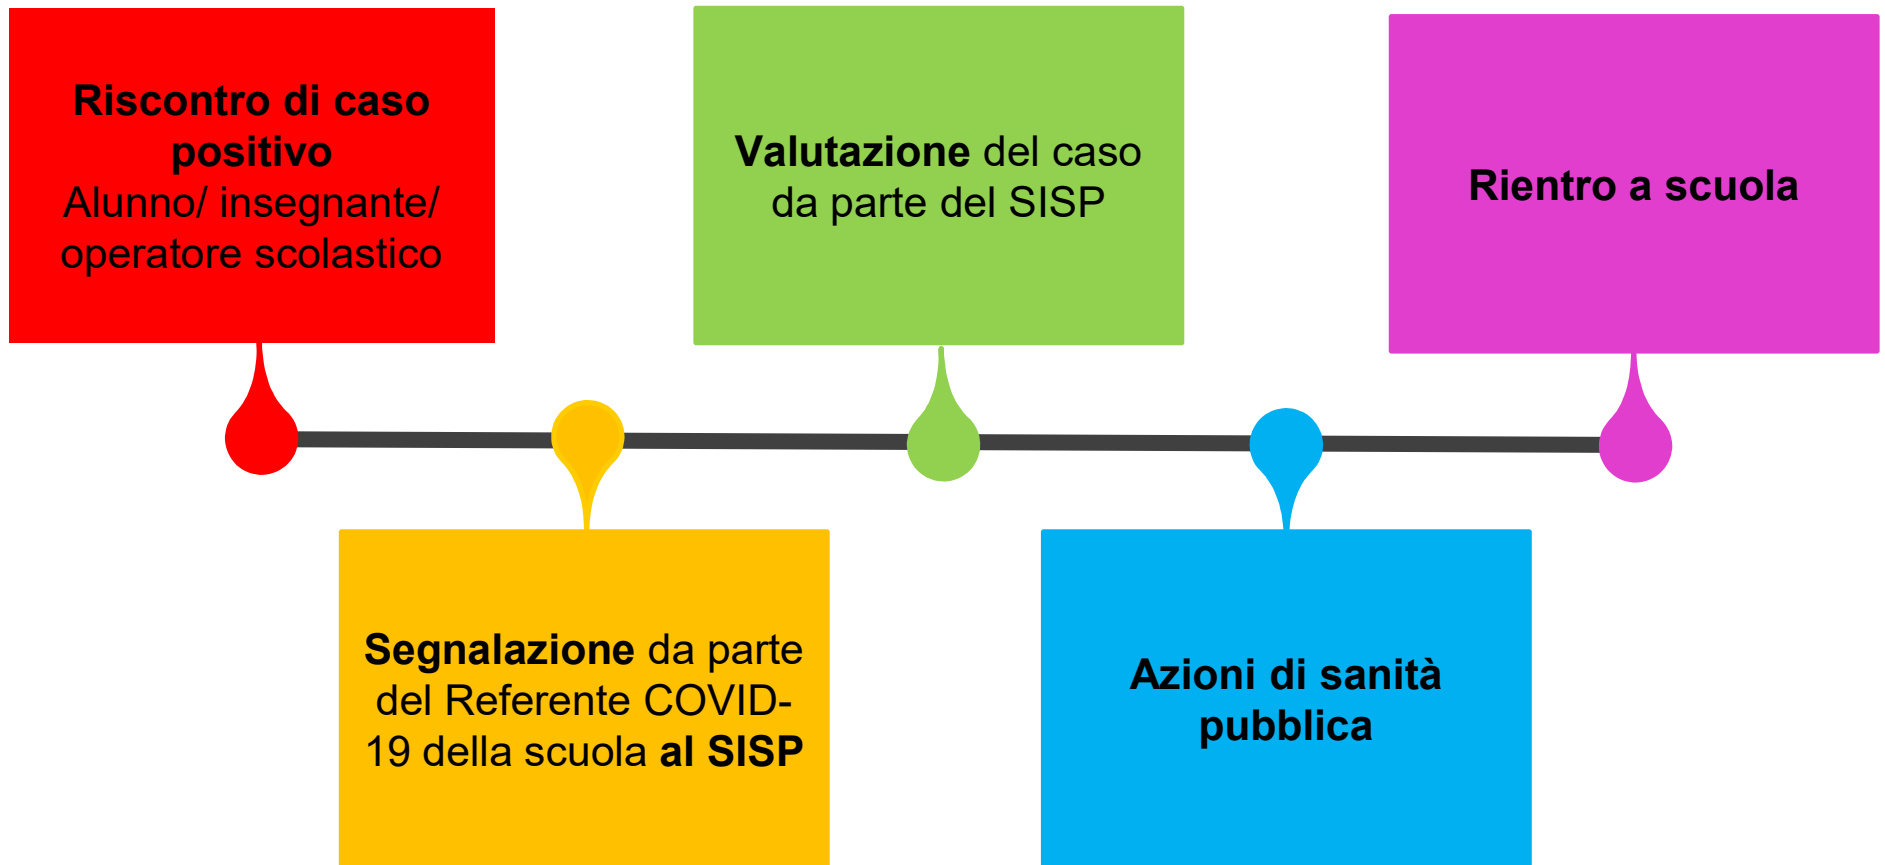 Riscontro di caso
positivo
Alunno/ insegnante/
operatore scolastico
Segnalazione da parte
del Referente COVID-
19 della scuola al SISP
Valutazione del caso
da parte del SISP
Azioni di sanità
pubblica
Rientro a scuola